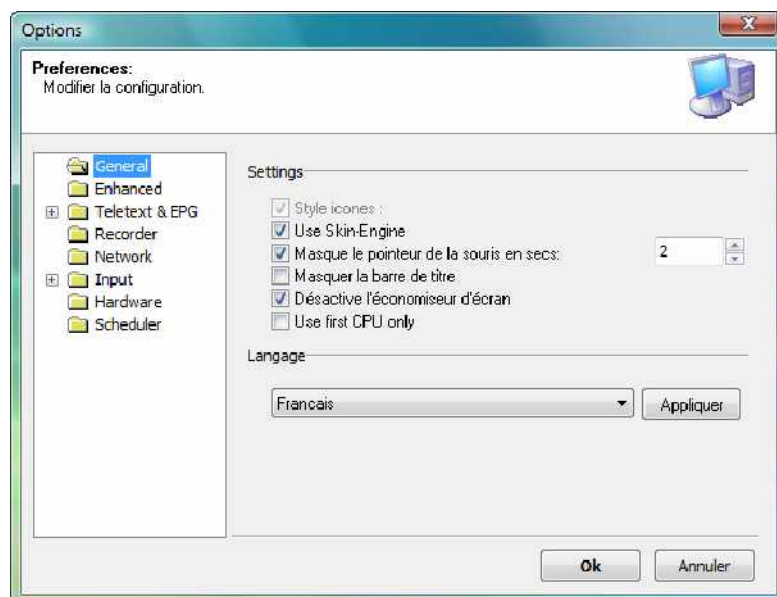 Options
Preferences:
Modifier la configuration.
General
Enhanced
Teletext & EPG
Recorder
Network
Input
Hardware
Scheduler
Settings
Style icones :
Use Skin-Engine
Masque le pointeur de la souris en secs: 2
Masquer la barre de titre
Désactive l'économiseur d'écran
Use first CPU only
Langage
Francais Appliquer
Ok Annuler